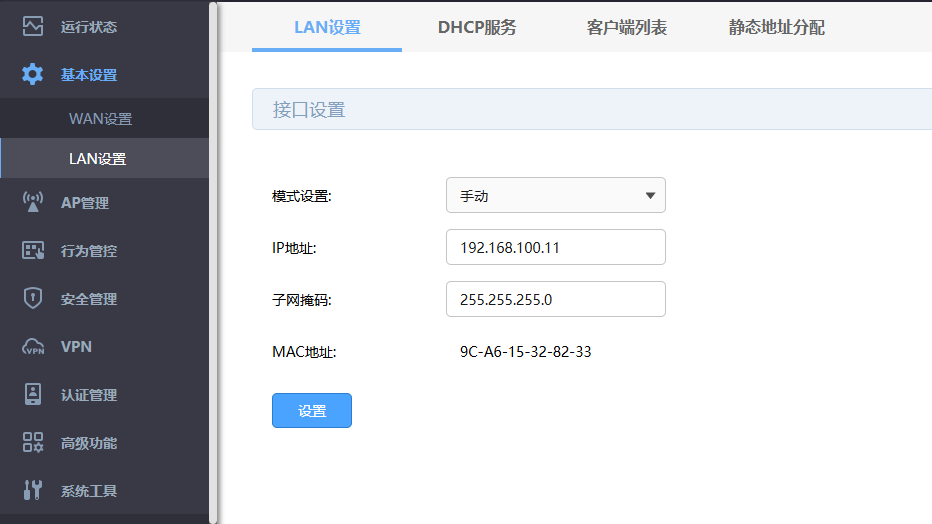 运行状态
基本设置
WAN设置
LAN设置
AP管理
行为管控
安全管理
VPN
VPN
认证管理
高级功能
系统工具
LAN设置 DHCP服务 客户端列表 静态地址分配
接口设置
模式设置: 手动
IP地址: 192.168.100.11
子网掩码: 255.255.255.0
MAC地址: 9C-A6-15-32-82-33
设置